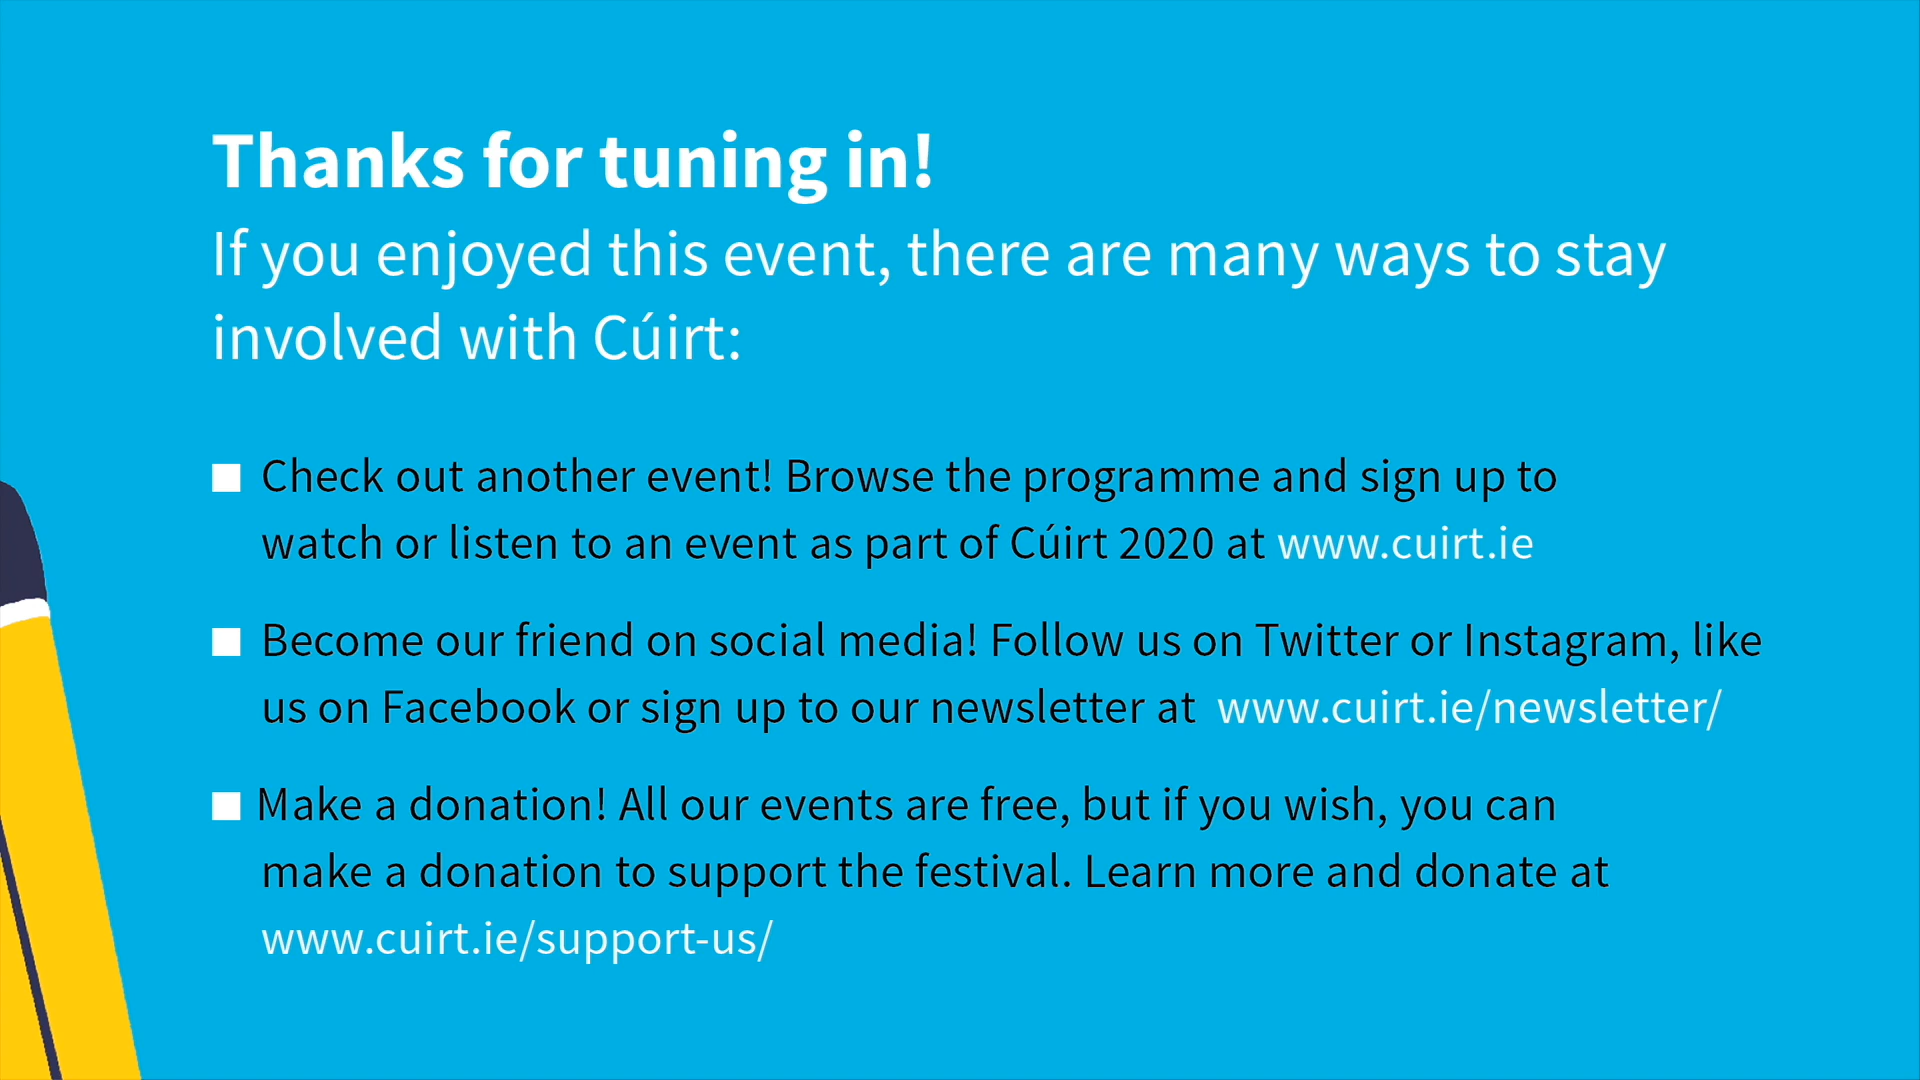 Thanks for tuning in!
If you enjoyed this event, there are many ways to stay
involved with Cúirt:
Check out another event! Browse the programme and sign up to
watch or listen to an event as part of Cúirt 2020 at www.cuirt.ie
Become our friend on social media! Follow us on Twitter or Instagram, like
us on Facebook or sign up to our newsletter at www.cuirt.ie/newsletter/
Make a donation! All our events are free, but if you wish, you can
make a donation to support the festival. Learn more and donate at
www.cuirt.ie/support-us/